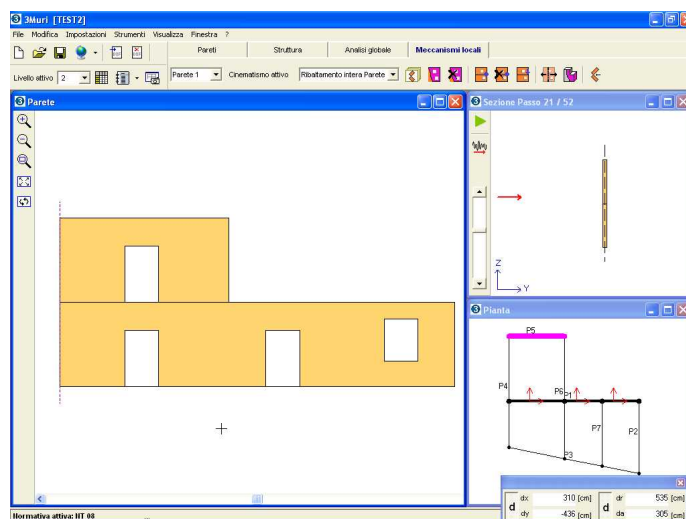 3Muri [TEST2]
File Modifica Impostazioni Strumenti Visualizza Finestra ?
Pareti Struttura Analisi globale Meccanismi locali
Livello attivo 2 Parete 1 Cinematismo attivo Ribaltamento intera Parete
Parete
Sezione Passo 21 / 52
Z
Y
Pianta
P5
P4
P6 P1
P7
P2
P3
d dx 310 [cm] d dr 535 [cm]
dy -436 [cm] da 305 [cm]
Normativa attiva: NT 08